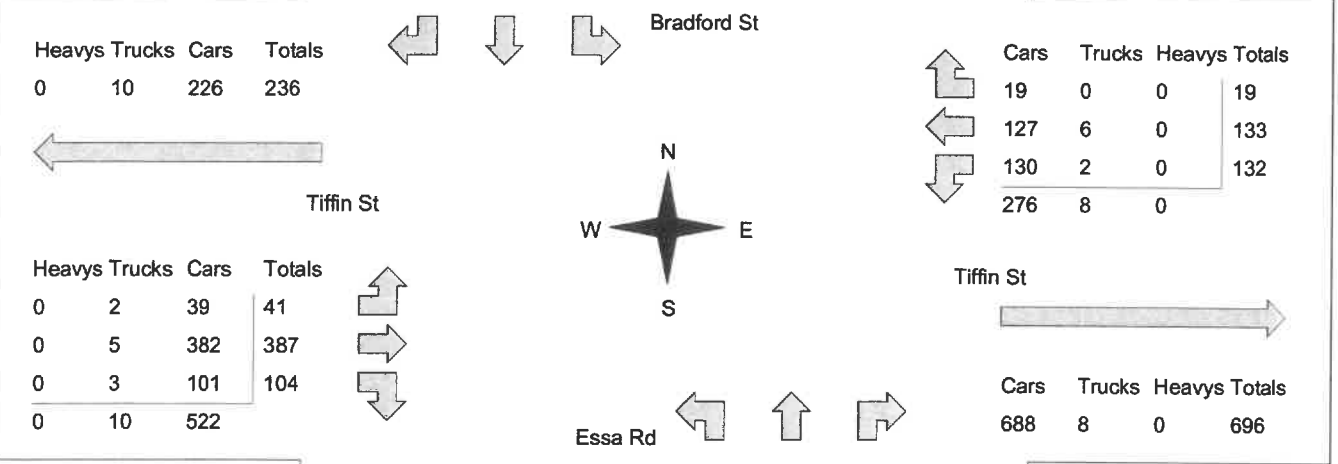 Bradford St
Heavys Trucks Cars Totals
0 10 226 236
Cars Trucks Heavys Totals
19 0 0 19
127 6 0 133
130 2 0 132
276 8 0
N
W E
S
Tiffin St
Heavys Trucks Cars Totals
0 2 39 41
0 5 382 387
0 3 101 104
0 10 522
Tiffin St
Cars Trucks Heavys Totals
688 8 0 696
Essa Rd